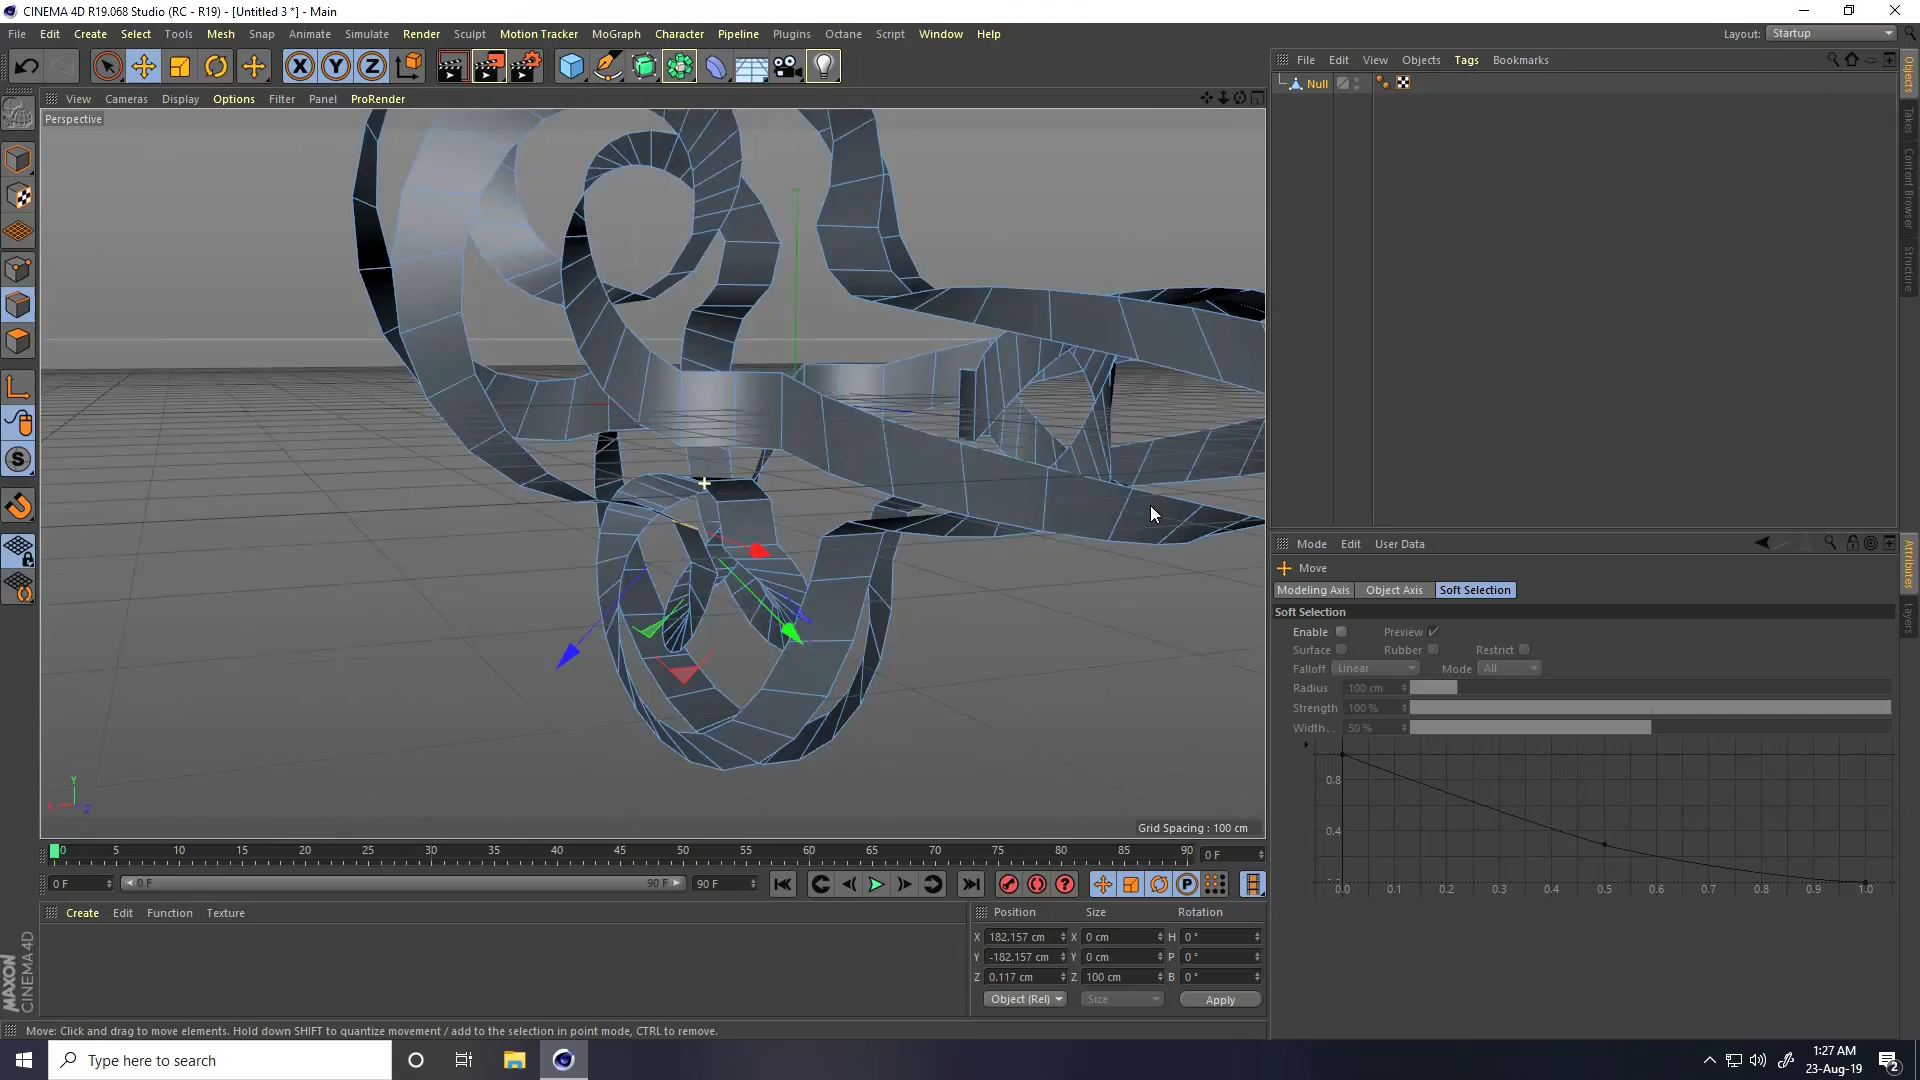 CINEMA 4D R19.068 Studio (RC - R19) - [Untitled 3 *] - Main
File Edit Create Select Tools Mesh Snap Animate Simulate Render Sculpt Motion Tracker MoGraph Character Pipeline Plugins Octane Script Window Help
Layout: Startup
View Cameras Display Options Filter Panel ProRender
Perspective
File Edit View Objects Tags Bookmarks
Null
Objects
Takes
Content Browser
Structure
Mode Edit User Data
Move
Modeling Axis Object Axis Soft Selection
Soft Selection
Enable Preview
Surface Rubber Restrict
Falloff Linear Mode All
Radius 100 cm
Strength 100 %
Width.. 50 %
0.8
0.4
0.0 0.1 0.2 0.3 0.4 0.5 0.6 0.7 0.8 0.9 1.0
Attributes
Layers
Y
X
Z
Grid Spacing : 100 cm
0 5 10 15 20 25 30 35 40 45 50 55 60 65 70 75 80 85 90 0 F
0 F 0 F 90 F 90 F
Create Edit Function Texture
MAXON CINEMA 4D
Position Size Rotation
X 182.157 cm X 0 cm H 0 °
Y -182.157 cm Y 0 cm P 0 °
Z 0.117 cm Z 100 cm B 0 °
Object (Rel) Size Apply
Move: Click and drag to move elements. Hold down SHIFT to quantize movement / add to the selection in point mode, CTRL to remove.
Type here to search
1:27 AM
23-Aug-19
2